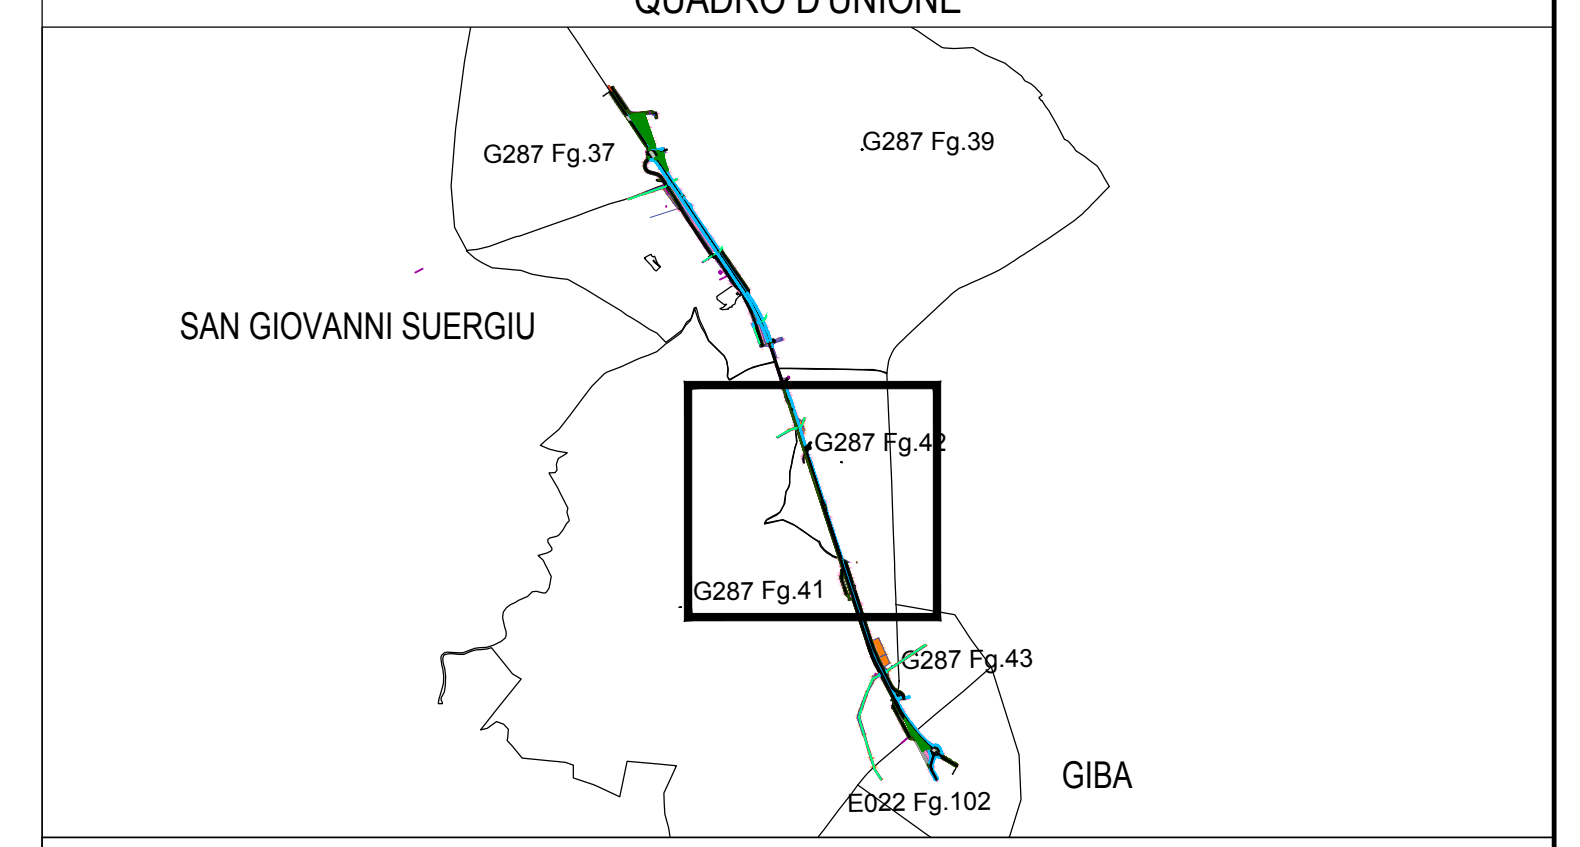 QUADRO D'UNIONE
G287 Fg.37
G287 Fg.39
SAN GIOVANNI SUERGIU
G287 Fg.42
G287 Fg.41
G287 Fg.43
GIBA
E022 Fg.102